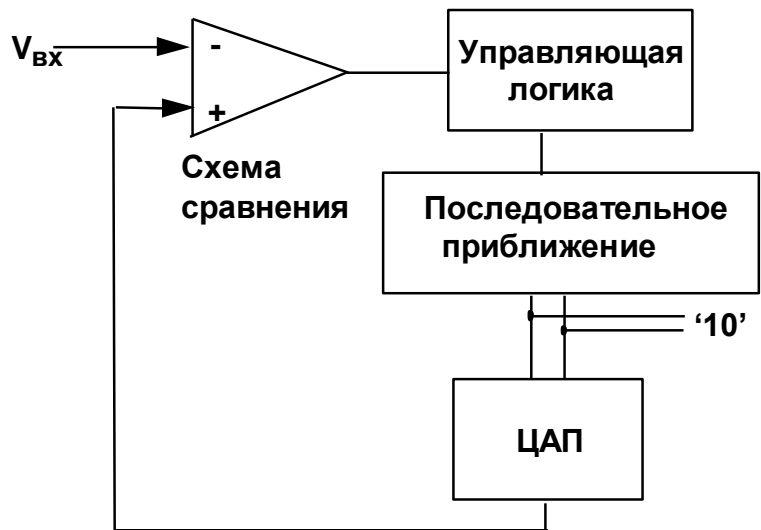 Vвх
-
+
Схема
сравнения
Управляющая
логика
Последовательное
приближение
‘10’
ЦАП